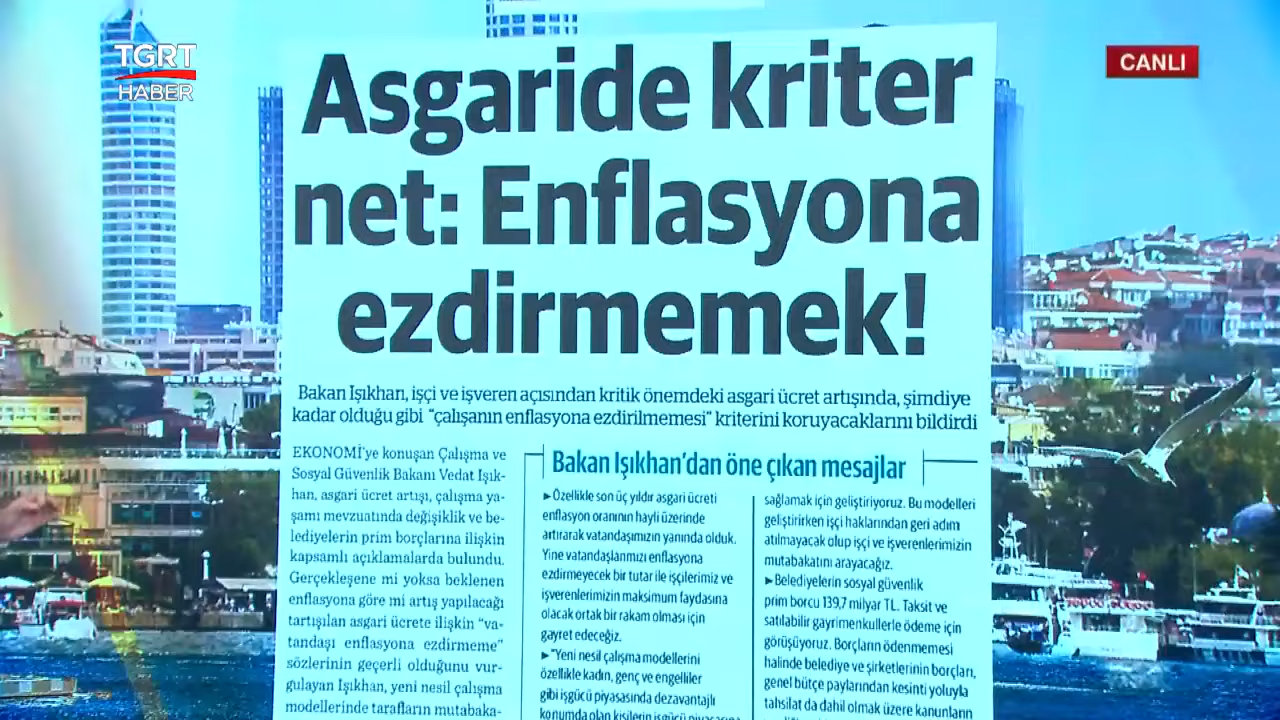 TGRT
HABER
CANLI
Asgaride kriter
net: Enflasyona
ezdirmemek!
Bakan Işıkhan, işçi ve işveren açısından kritik önemdeki asgari ücret artışında, şimdiye
kadar olduğu gibi “çalışanın enflasyona ezdirilmemesi” kriterini koruyacaklarını bildirdi
EKONOMİ'ye konuşan Çalışma ve
Sosyal Güvenlik Bakanı Vedat Işık-
han, asgari ücret artışı, çalışma ya-
şamı mevzuatında değişiklik ve be-
lediyelerin prim borçlarına ilişkin
kapsamlı açıklamalarda bulundu.
Gerçekleşene mi yoksa beklenen
enflasyona göre mi artış yapılacağı
tartışılan asgari ücrete ilişkin “va-
tandaşı enflasyona ezdirmeme”
sözlerinin geçerli olduğunu vur-
gulayan Işıkhan, yeni nesil çalışma
modellerinde tarafların mutabaka-
Bakan Işıkhan'dan öne çıkan mesajlar
►Özellikle son üç yıldır asgari ücreti
enflasyon oranının hayli üzerinde
artırarak vatandaşımızın yanında olduk.
Yine vatandaşlarımızı enflasyona
ezdirmeyecek bir tutar ile işçilerimiz ve
işverenlerimizin maksimum faydasına
olacak ortak bir rakam olması için
gayret edeceğiz.
►"Yeni nesil çalışma modellerini
özellikle kadın, genç ve engelliler
gibi işgücü piyasasında dezavantajlı
konumda olan kişilerin işgücü piyasasına
sağlamak için geliştiriyoruz. Bu modelleri
geliştirirken işçi haklarından geri adım
atılmayacak olup işçi ve işverenlerimizin
mutabakatını arayacağız.
►Belediyelerin sosyal güvenlik
prim borcu 139,7 milyar TL. Taksit ve
satılabilir gayrimenkullerle ödeme için
görüşüyoruz. Borçların ödenmemesi
halinde belediye ve şirketlerinin borçları,
genel bütçe paylarından kesinti yoluyla
tahsilat da dahil olmak üzere kanunların